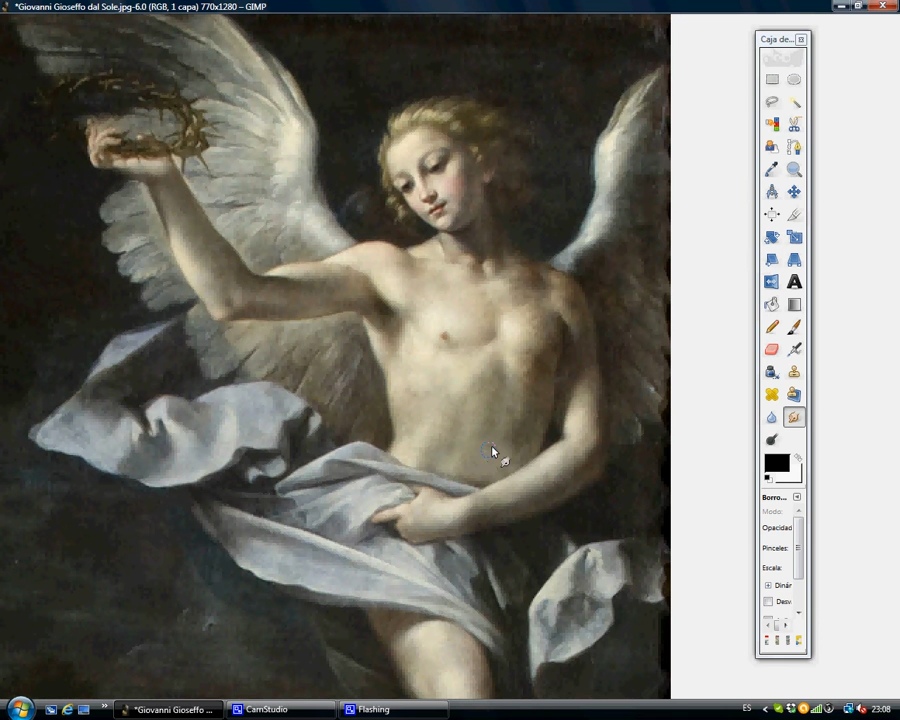 *Giovanni Gioseffo dal Sole.jpg-6.0 (RGB, 1 capa) 770x1280 – GIMP
Caja de...
Borro...
Modo:
Opacidad
Pinceles:
Escala:
Dinár
Desv
*Giovanni Gioseffo ...
CamStudio
Flashing
ES
23:08